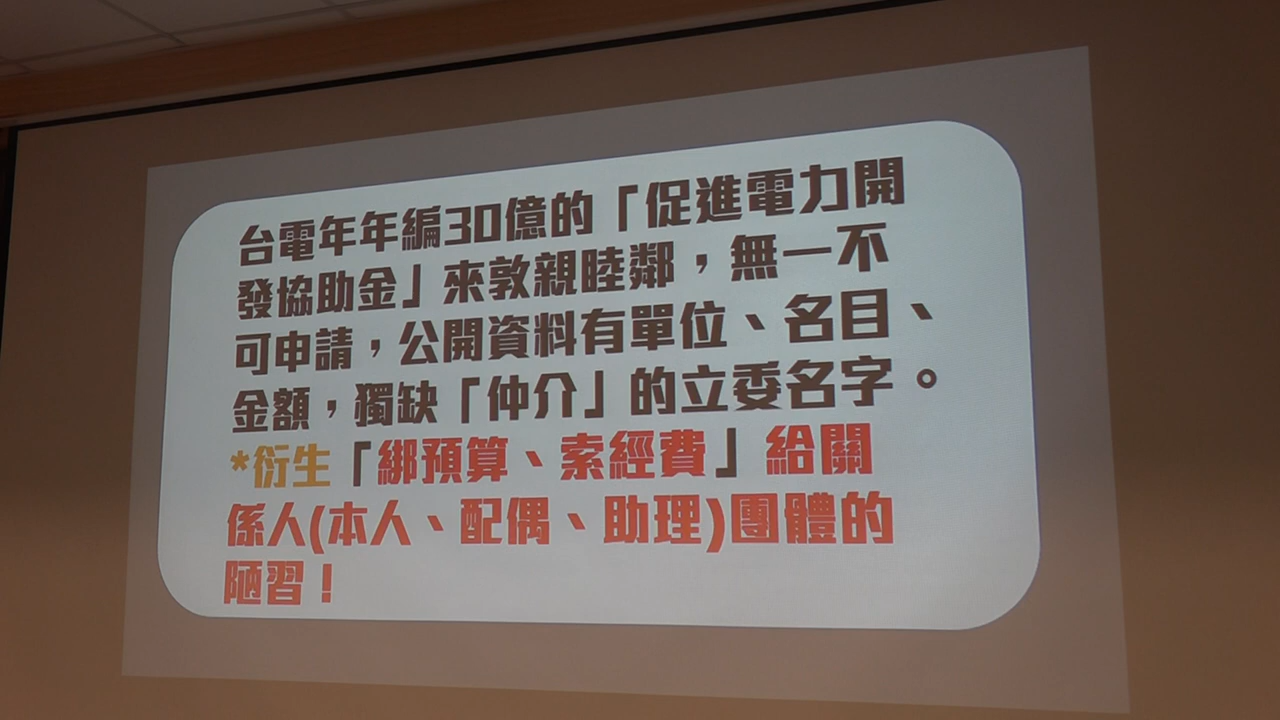 台電年年編30億的「促進電力開
發協助金」來敦親睦鄰，無一不
可申請，公開資料有單位、名目、
金額，獨缺「仲介」的立委名字。
*衍生「綁預算、索經費」給關
係人(本人、配偶、助理)團體的
陋習！